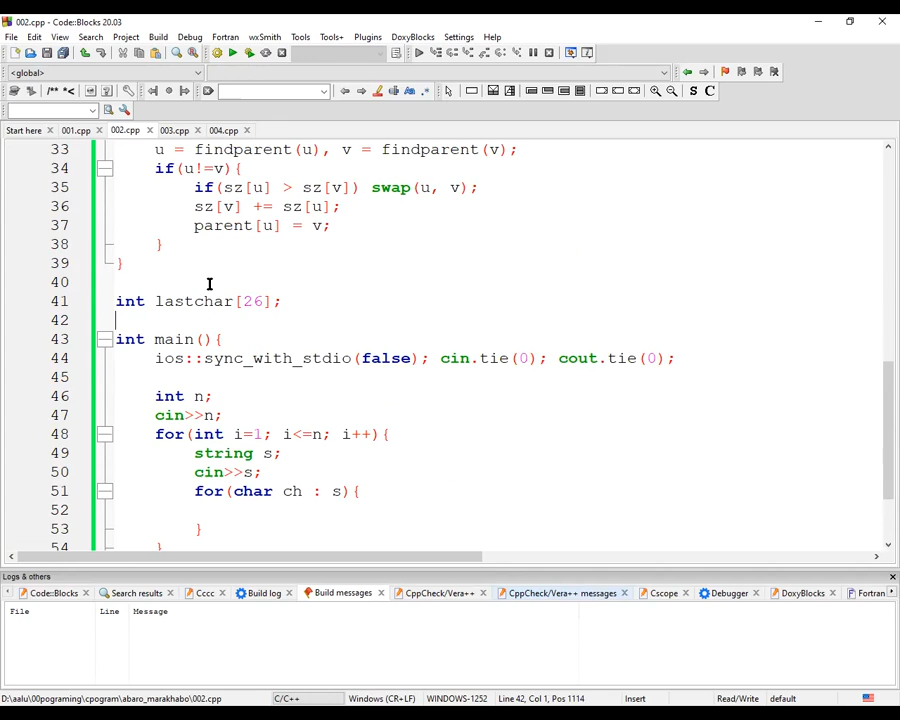 002.cpp - Code::Blocks 20.03
File Edit View Search Project Build Debug Fortran wxSmith Tools Tools+ Plugins DoxyBlocks Settings Help
<global>
/** *<
S C
Start here 001.cpp 002.cpp 003.cpp 004.cpp
33 u = findparent(u), v = findparent(v);
34 if(u!=v){
35 if(sz[u] > sz[v]) swap(u, v);
36 sz[v] += sz[u];
37 parent[u] = v;
38 }
39 }
40
41 int lastchar[26];
42
43 int main(){
44 ios::sync_with_stdio(false); cin.tie(0); cout.tie(0);
45
46 int n;
47 cin>>n;
48 for(int i=1; i<=n; i++){
49 string s;
50 cin>>s;
51 for(char ch : s){
52
53 }
54 }
Logs & others
Code::Blocks Search results Cccc Build log Build messages CppCheck/Vera++ CppCheck/Vera++ messages Cscope Debugger DoxyBlocks Fortran
File Line Message
D:\aalu\00pograming\cpogram\abaro_marakhabo\002.cpp C/C++ Windows (CR+LF) WINDOWS-1252 Line 42, Col 1, Pos 1114 Insert Read/Write default